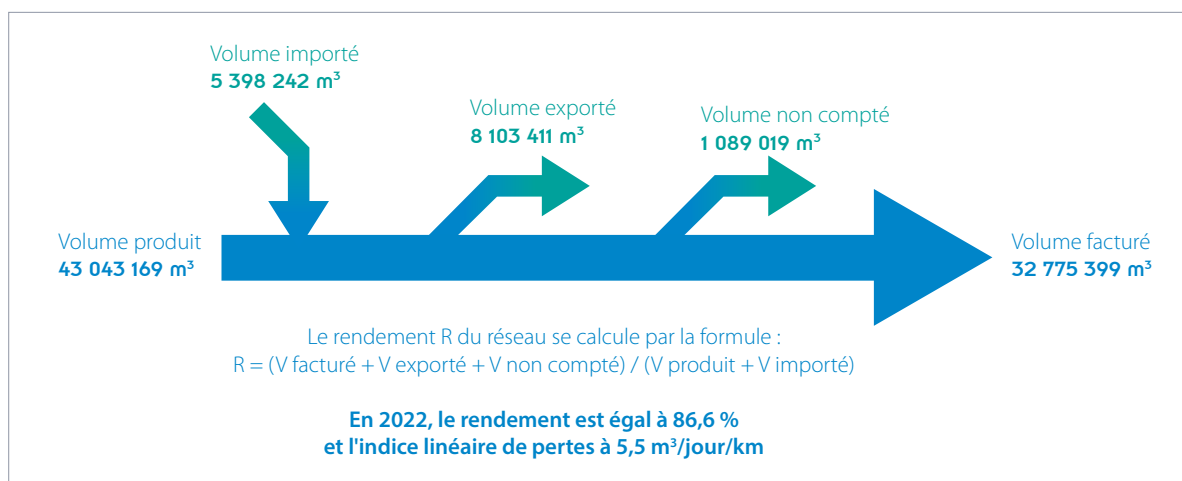 Volume importé
5 398 242 m³
Volume exporté
8 103 411 m³
Volume non compté
1 089 019 m³
Volume produit
43 043 169 m³
Volume facturé
32 775 399 m³
Le rendement R du réseau se calcule par la formule :
R = (V facturé + V exporté + V non compté) / (V produit + V importé)
En 2022, le rendement est égal à 86,6 %
et l'indice linéaire de pertes à 5,5 m³/jour/km